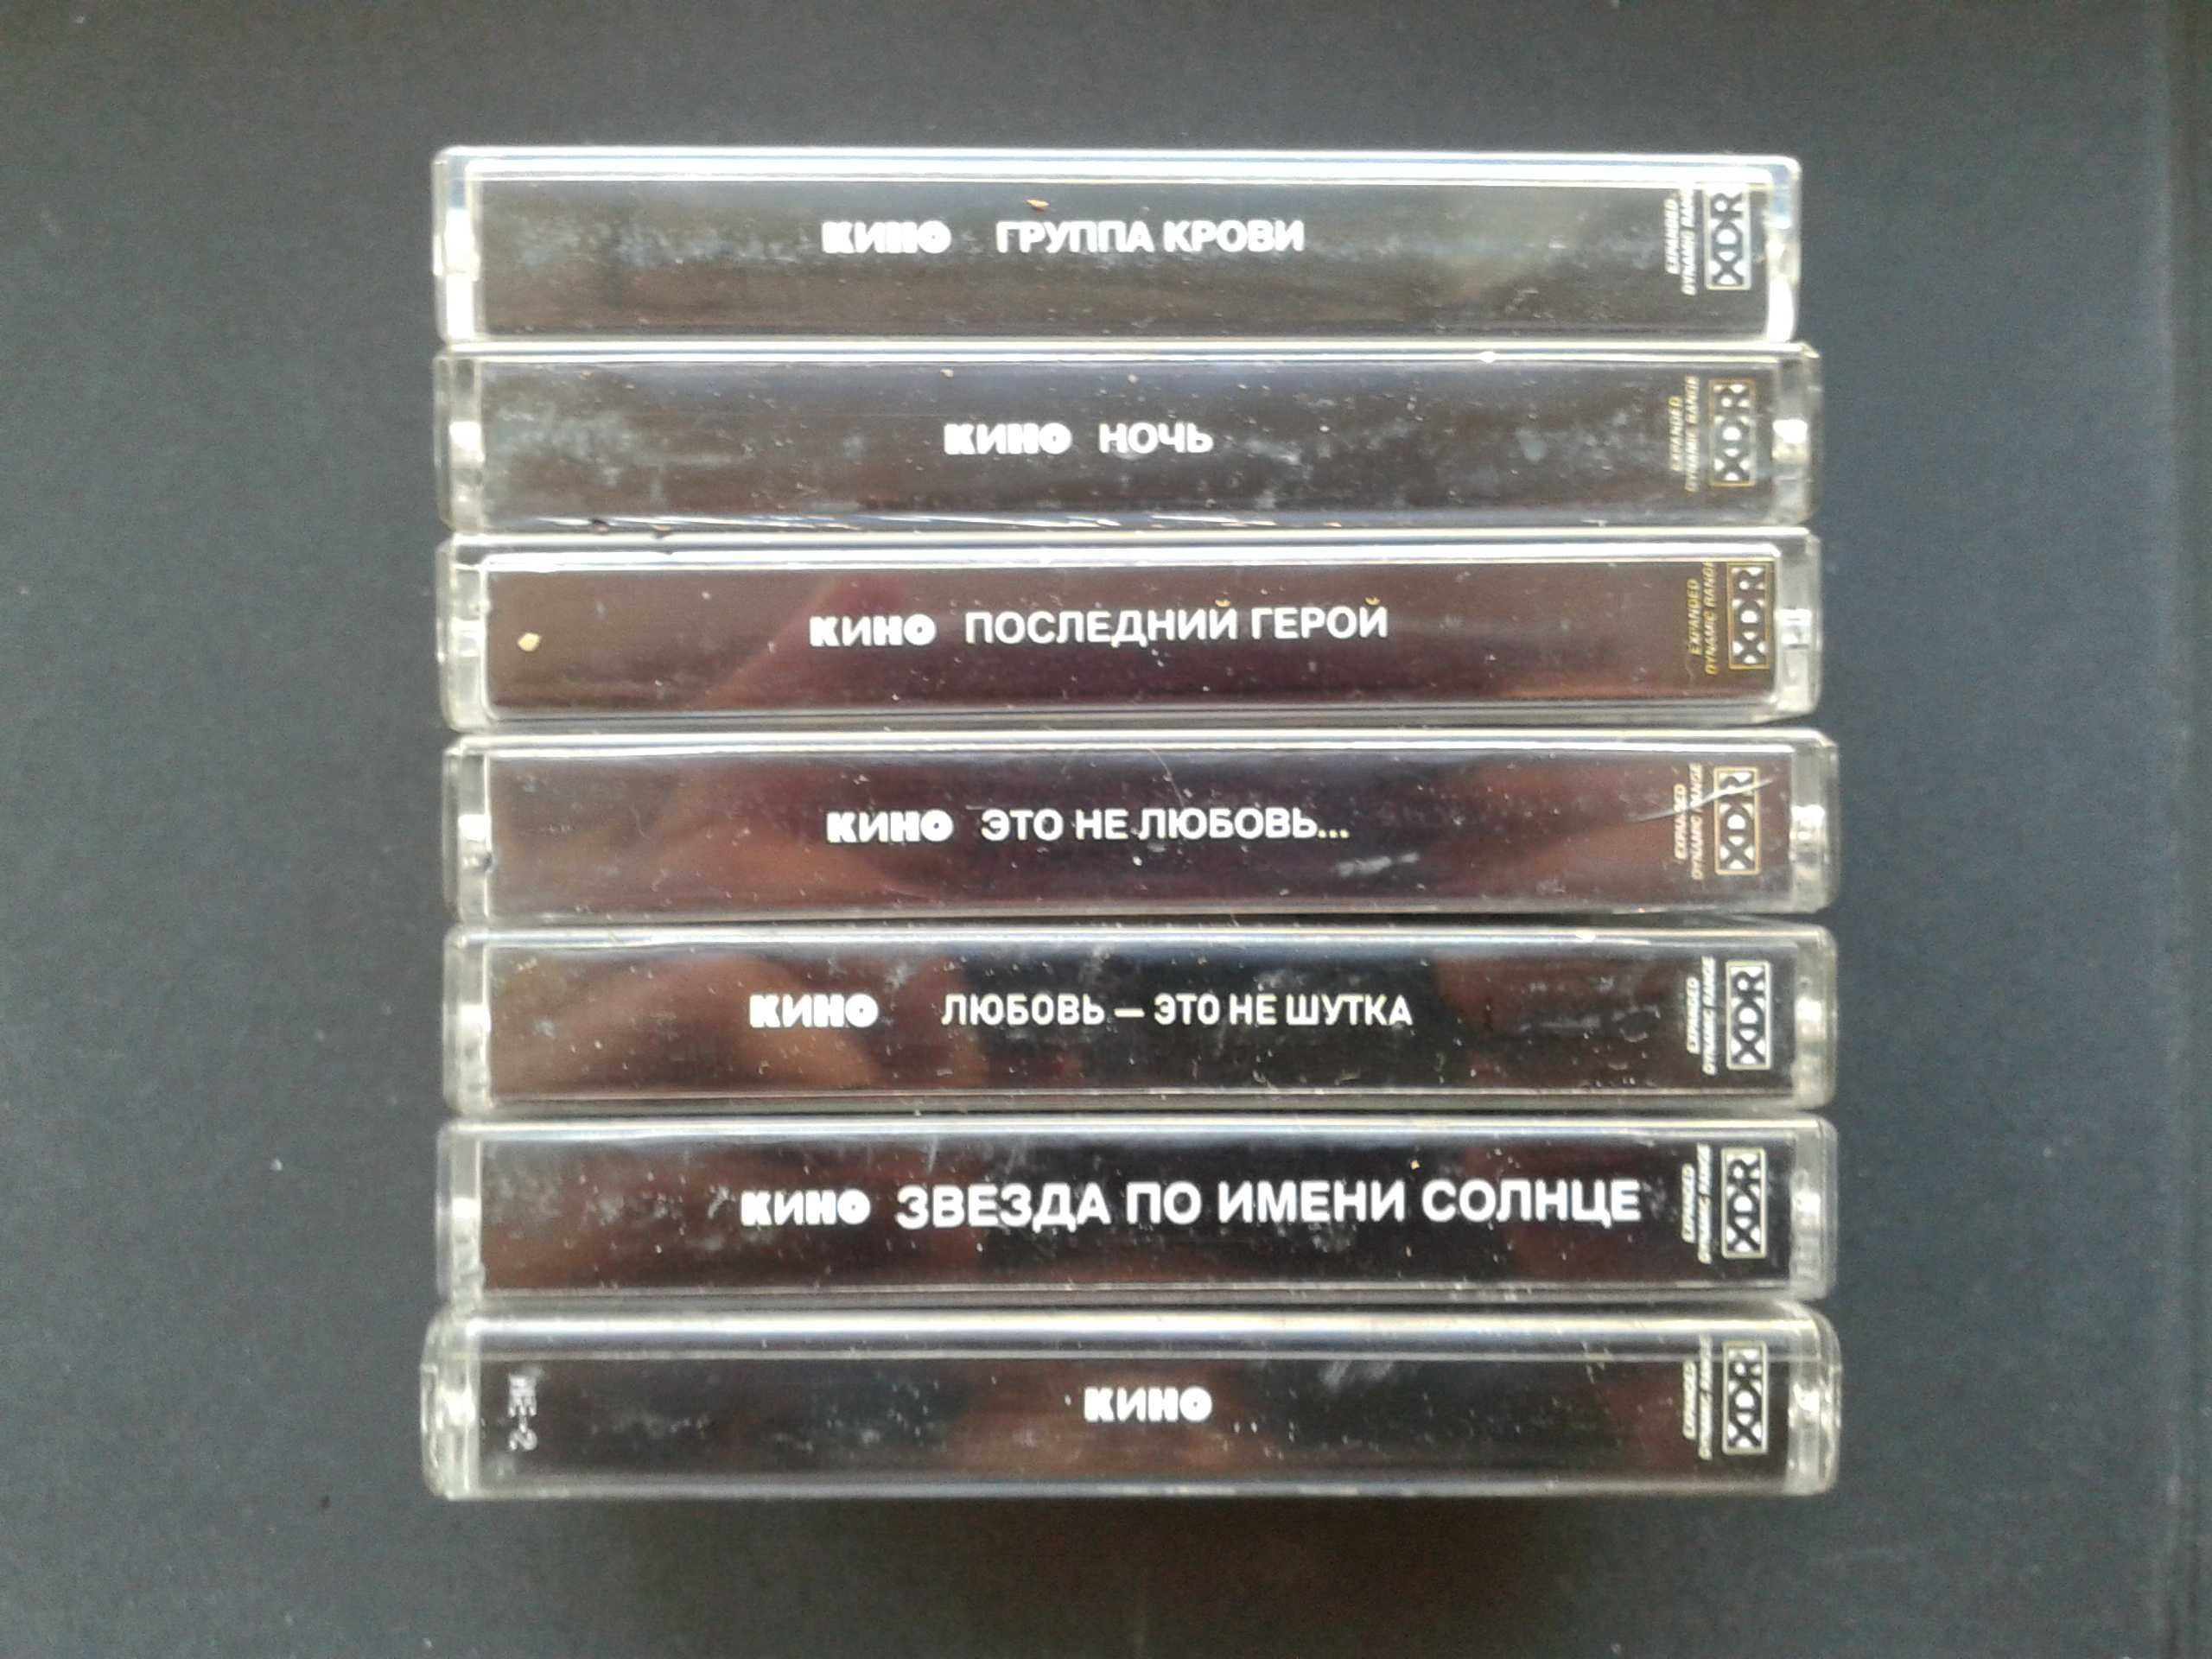 КИНО ГРУППА КРОВИ
EXPANDED
DYNAMIC RANGE
XDR
КИНО НОЧЬ
EXPANDED
DYNAMIC RANGE
XDR
КИНО ПОСЛЕДНИЙ ГЕРОЙ
EXPANDED
DYNAMIC RANGE
XDR
КИНО ЭТО НЕ ЛЮБОВЬ...
EXPANDED
DYNAMIC RANGE
XDR
КИНО ЛЮБОВЬ — ЭТО НЕ ШУТКА
EXPANDED
DYNAMIC RANGE
XDR
КИНО ЗВЕЗДА ПО ИМЕНИ СОЛНЦЕ
EXPANDED
DYNAMIC RANGE
XDR
КИНО
EXPANDED
DYNAMIC RANGE
XDR